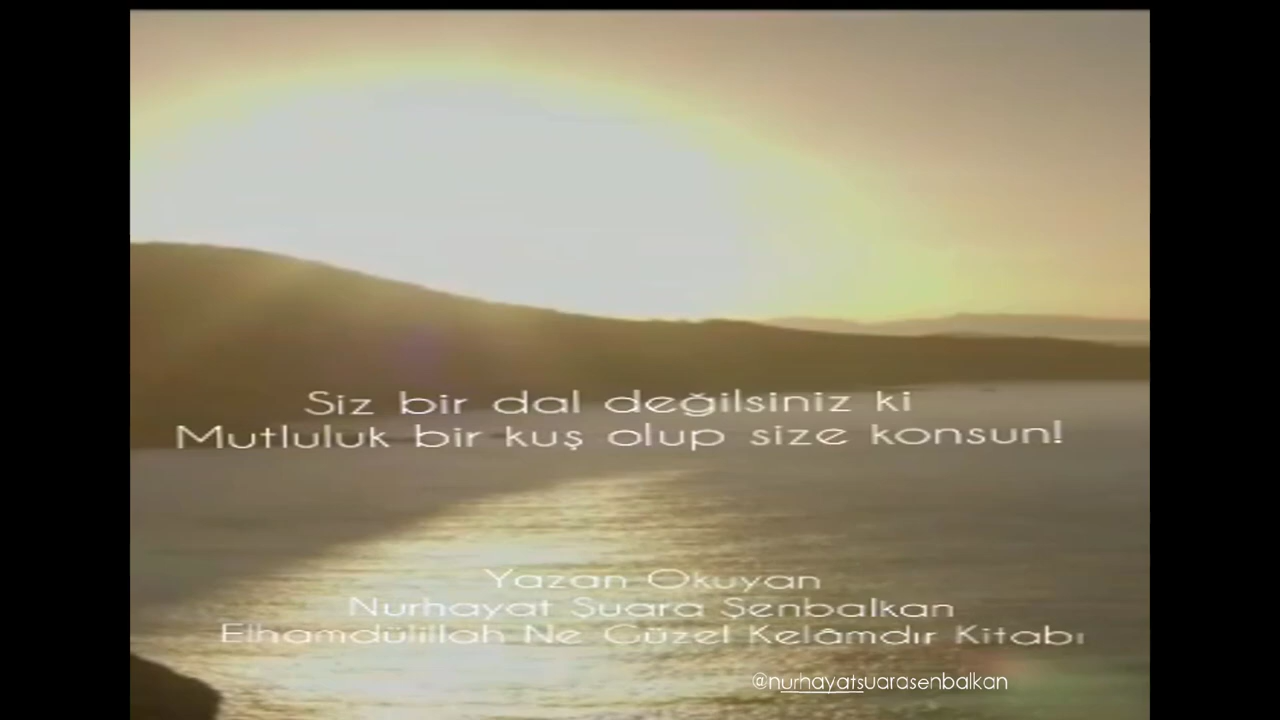 Siz bir dal değilsiniz ki
Mutluluk bir kuş olup size konsun!
Yazan Okuyan
Nurhayat Şuara Şenbalkan
Elhamdülillah Ne Güzel Kelâmdır Kitabı
@nurhayatsuarasenbalkan